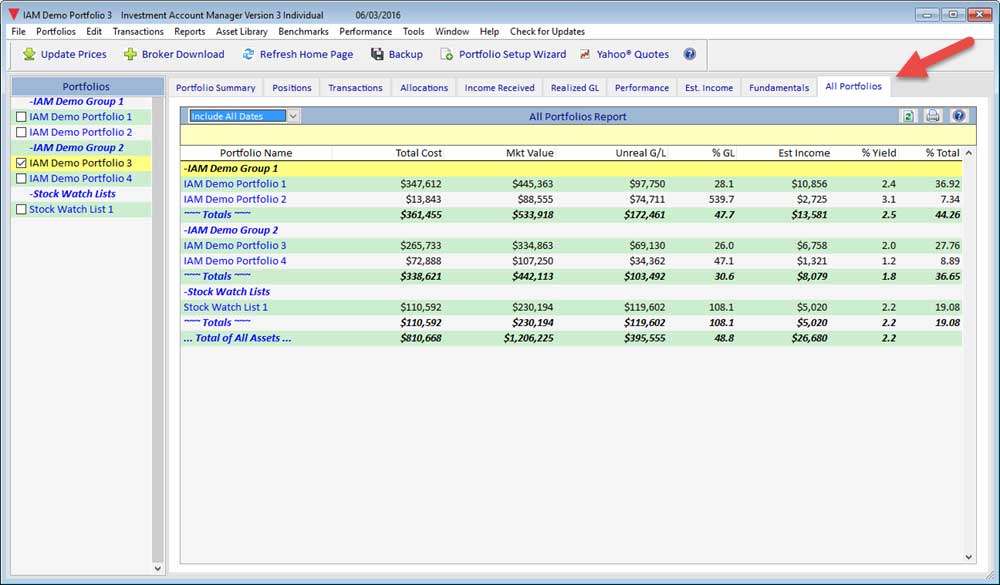 IAM Demo Portfolio 3 Investment Account Manager Version 3 Individual 06/03/2016
File Portfolios Edit Transactions Reports Asset Library Benchmarks Performance Tools Window Help Check for Updates
Update Prices Broker Download Refresh Home Page Backup Portfolio Setup Wizard Yahoo® Quotes ?
Portfolios
-IAM Demo Group 1
IAM Demo Portfolio 1
IAM Demo Portfolio 2
-IAM Demo Group 2
IAM Demo Portfolio 3
IAM Demo Portfolio 4
-Stock Watch Lists
Stock Watch List 1
Portfolio Summary Positions Transactions Allocations Income Received Realized GL Performance Est. Income Fundamentals All Portfolios
Include All Dates All Portfolios Report ?
Portfolio Name Total Cost Mkt Value Unreal G/L % GL Est Income % Yield % Total
-IAM Demo Group 1
IAM Demo Portfolio 1 $347,612 $445,363 $97,750 28.1 $10,856 2.4 36.92
IAM Demo Portfolio 2 $13,843 $88,555 $74,711 539.7 $2,725 3.1 7.34
~~~ Totals ~~~ $361,455 $533,918 $172,461 47.7 $13,581 2.5 44.26
-IAM Demo Group 2
IAM Demo Portfolio 3 $265,733 $334,863 $69,130 26.0 $6,758 2.0 27.76
IAM Demo Portfolio 4 $72,888 $107,250 $34,362 47.1 $1,321 1.2 8.89
~~~ Totals ~~~ $338,621 $442,113 $103,492 30.6 $8,079 1.8 36.65
-Stock Watch Lists
Stock Watch List 1 $110,592 $230,194 $119,602 108.1 $5,020 2.2 19.08
~~~ Totals ~~~ $110,592 $230,194 $119,602 108.1 $5,020 2.2 19.08
... Total of All Assets ... $810,668 $1,206,225 $395,555 48.8 $26,680 2.2